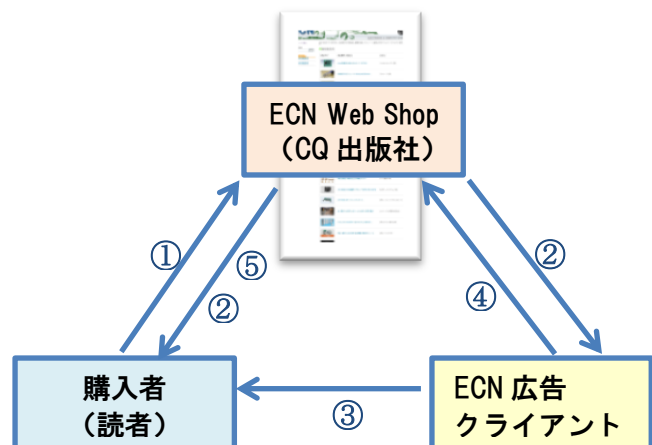 ECN Web Shop
（CQ 出版社）
①
⑤
②
②
④
③
購入者
（読者）
ECN 広告
クライアント